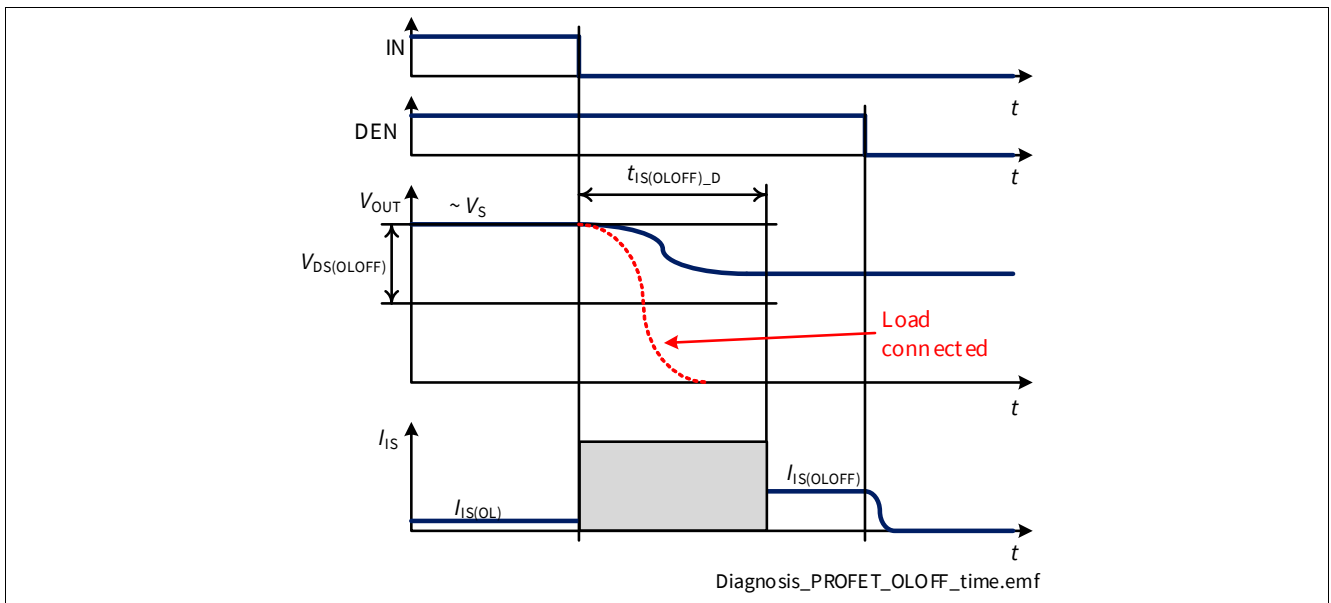 IN
t
DEN
t
tIS(OLOFF)_D
VOUT
~ VS
VDS(OLOFF)
Load
connected
t
IIS
IIS(OL)
IIS(OLOFF)
t
Diagnosis_PROFET_OLOFF_time.emf